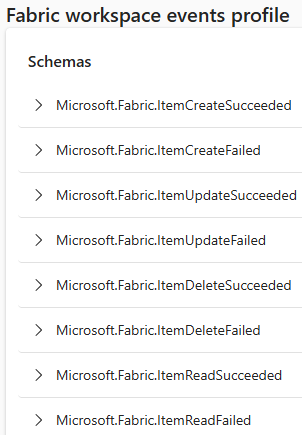 Fabric workspace events profile
Schemas
Microsoft.Fabric.ItemCreateSucceeded
Microsoft.Fabric.ItemCreateFailed
Microsoft.Fabric.ItemUpdateSucceeded
Microsoft.Fabric.ItemUpdateFailed
Microsoft.Fabric.ItemDeleteSucceeded
Microsoft.Fabric.ItemDeleteFailed
Microsoft.Fabric.ItemReadSucceeded
Microsoft.Fabric.ItemReadFailed